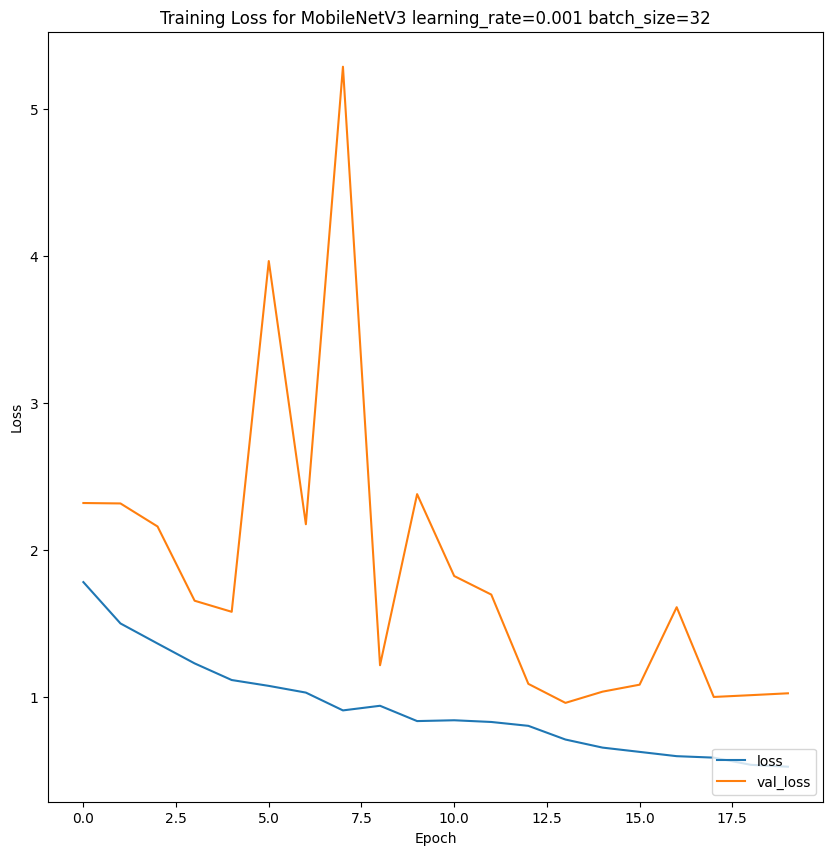 Training Loss for MobileNetV3 learning_rate=0.001 batch_size=32
5
4
3
2
1
Loss
loss
val_loss
0.0 2.5 5.0 7.5 10.0 12.5 15.0 17.5
Epoch